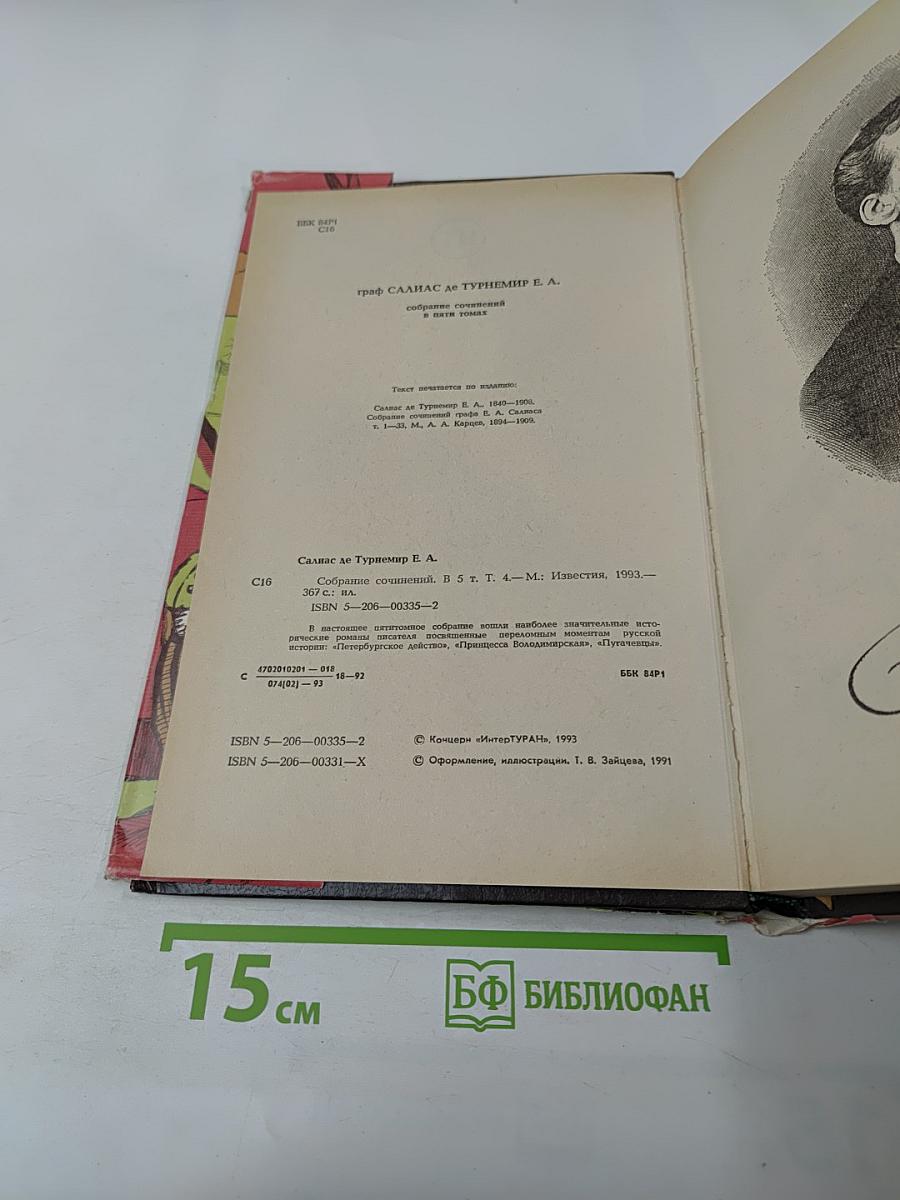 ББК 84Р1
С16
граф САЛИАС де ТУРНЕМИР Е. А.
собрание сочинений
в пяти томах
Текст печатается по изданию:
Салиас де Турнемир Е. А., 1840—1908.
Собрание сочинений графа Е. А. Салиаса
т. 1—33, М., А. А. Карцев, 1894—1909.
Салиас де Турнемир Е. А.
С16 Собрание сочинений. В 5 т. Т. 4.— М.: Известия, 1993.—
367 с.: ил.
ISBN 5—206—00335—2
В настоящее пятитомное собрание вошли наиболее значительные исто-
рические романы писателя посвященные переломным моментам русской
истории: «Петербургское действо», «Принцесса Володимирская», «Пугачевцы».
4702010201 — 018
С 18—92 ББК 84Р1
074(02) — 93
ISBN 5—206—00335—2 © Концерн «ИнтерТУРАН», 1993
ISBN 5—206—00331—X © Оформление, иллюстрации. Т. В. Зайцева, 1991
15 см БФ БИБЛИОФАН